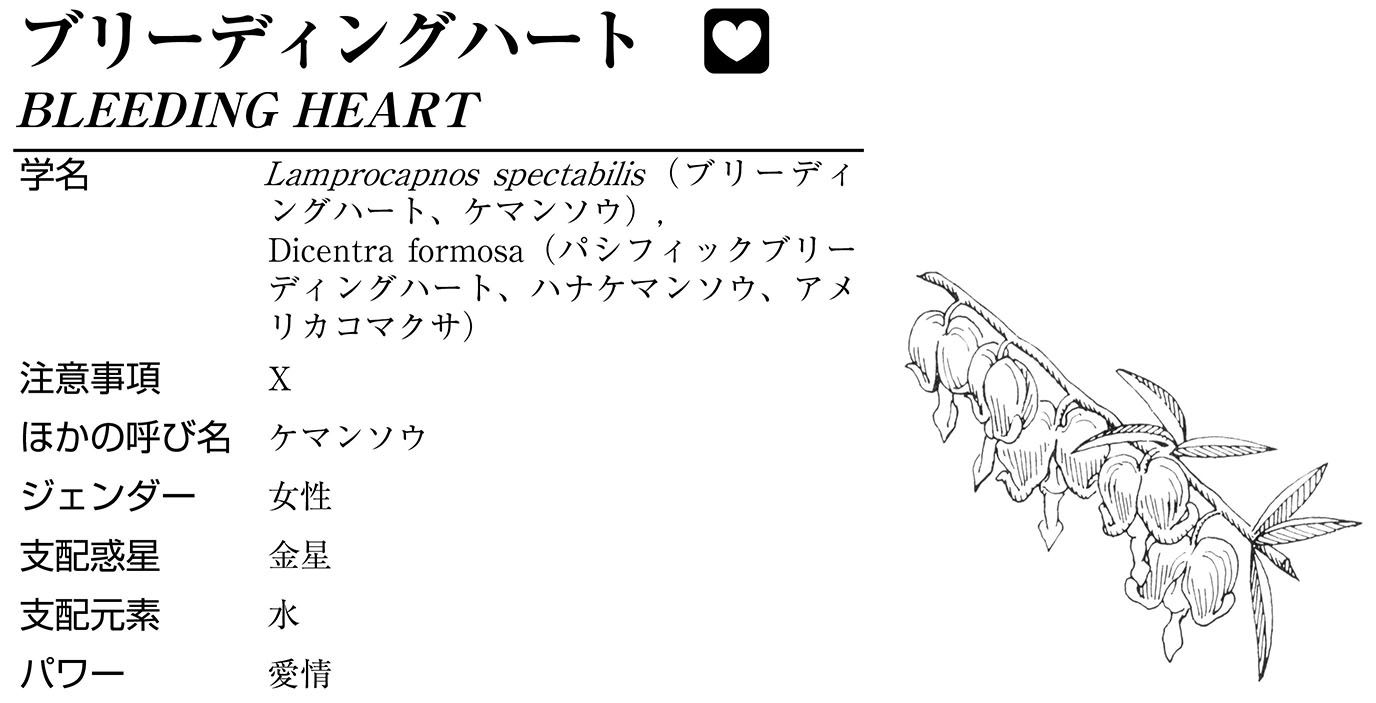 ブリーディングハート
BLEEDING HEART
学名 Lamprocapnos spectabilis（ブリーディ
ングハート、ケマンソウ）,
Dicentra formosa（パシフィックブリー
ディングハート、ハナケマンソウ、アメ
リカコマクサ）
注意事項 X
ほかの呼び名 ケマンソウ
ジェンダー 女性
支配惑星 金星
支配元素 水
パワー 愛情